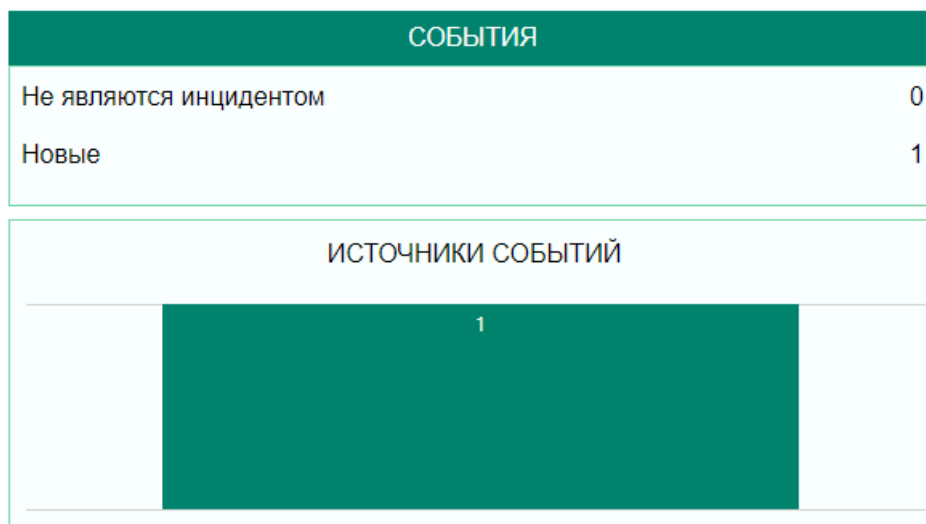 СОБЫТИЯ
Не являются инцидентом 0
Новые 1
ИСТОЧНИКИ СОБЫТИЙ
1